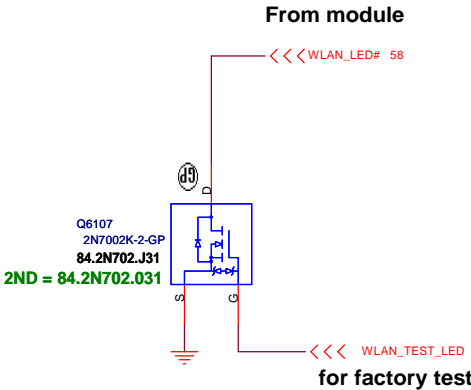 From module
WLAN_LED# 58
GP
D
Q6107
2N7002K-2-GP
84.2N702.J31
2ND = 84.2N702.031
S
G
WLAN_TEST_LED
for factory test